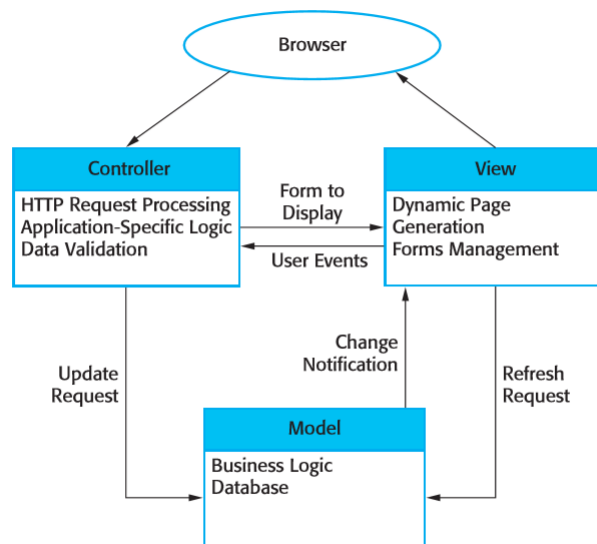 Browser
Controller
HTTP Request Processing
Application-Specific Logic
Data Validation
Form to
Display
User Events
View
Dynamic Page
Generation
Forms Management
Update
Request
Change
Notification
Refresh
Request
Model
Business Logic
Database